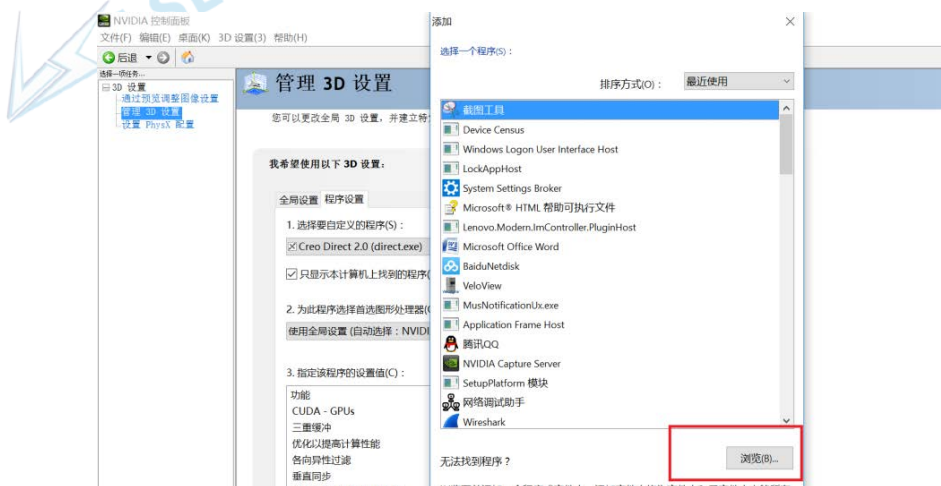 NVIDIA 控制面板
文件(F) 编辑(E) 桌面(K) 3D 设置(3) 帮助(H)
后退
选择一项任务...
3D 设置
通过预览调整图像设置
管理 3D 设置
设置 PhysX 配置
管理 3D 设置
您可以更改全局 3D 设置，并建立特
我希望使用以下 3D 设置:
全局设置 程序设置
1. 选择要自定义的程序(S)：
Creo Direct 2.0 (direct.exe)
只显示本计算机上找到的程序(
2. 为此程序选择首选图形处理器(
使用全局设置 (自动选择：NVIDI
3. 指定该程序的设置值(C)：
功能
CUDA - GPUs
三重缓冲
优化以提高计算性能
各向异性过滤
垂直同步
添加
选择一个程序(S)：
排序方式(O)： 最近使用
截图工具
Device Census
Windows Logon User Interface Host
LockAppHost
System Settings Broker
Microsoft® HTML 帮助可执行文件
Lenovo.Modern.ImController.PluginHost
Microsoft Office Word
BaiduNetdisk
VeloView
MusNotificationUx.exe
Application Frame Host
腾讯QQ
NVIDIA Capture Server
SetupPlatform 模块
网络调试助手
Wireshark
无法找到程序？
浏览(B)...